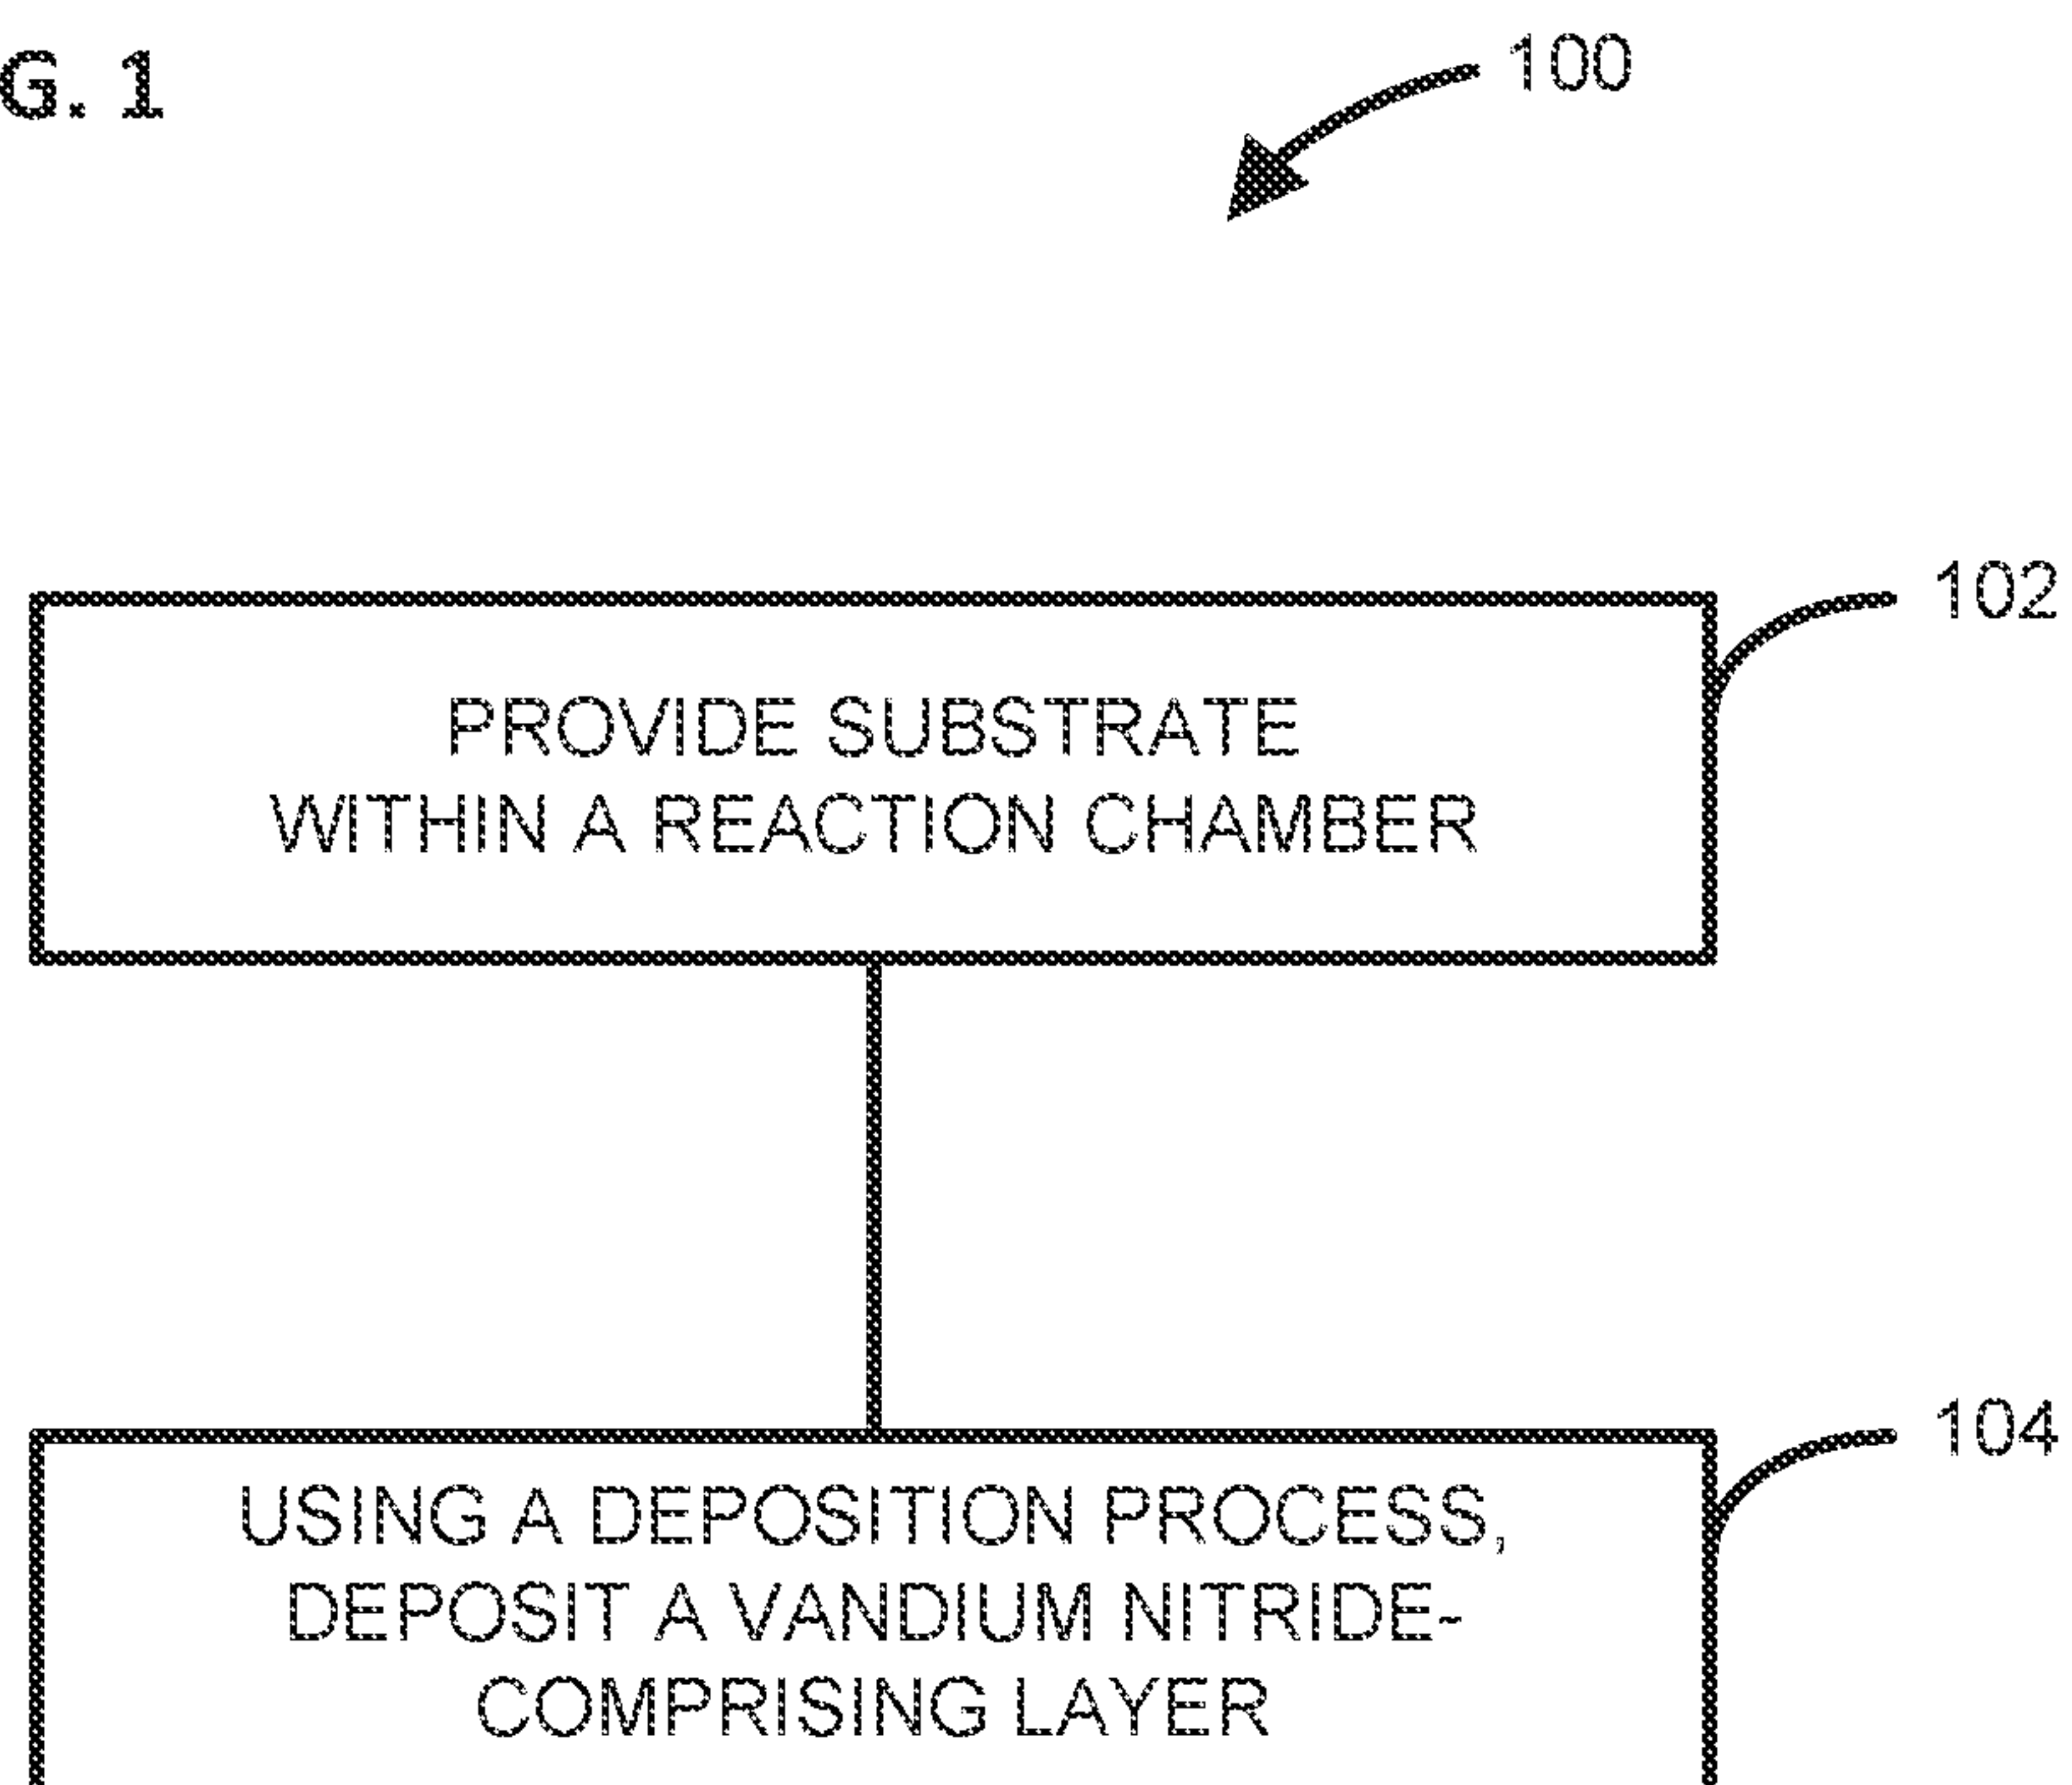 G. 1
100
102
PROVIDE SUBSTRATE
WITHIN A REACTION CHAMBER
104
USING A DEPOSITION PROCESS,
DEPOSIT A VANDIUM NITRIDE-
COMPRISING LAYER